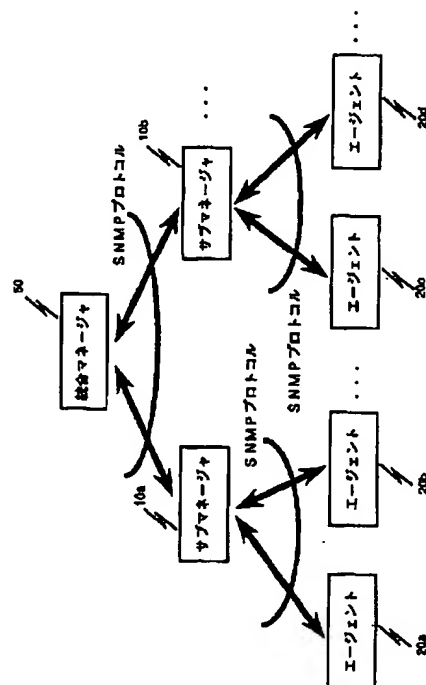 50
統合マネージャ
SNMPプロトコル
10a
サブマネージャ
10b
サブマネージャ
...
SNMPプロトコル
SNMPプロトコル
エージェント
20a
エージェント
20b
...
エージェント
20c
エージェント
20d
...